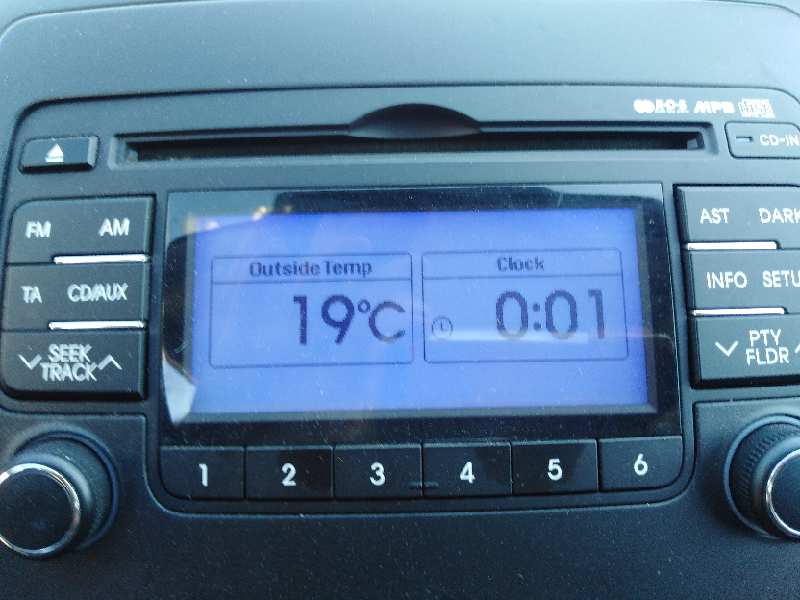 MP3
CD-IN
FM AM
AST DARK
Outside Temp Clock
19°C 0:01
TA CD/AUX
INFO SETU
SEEK
TRACK
PTY
FLDR
1 2 3 4 5 6